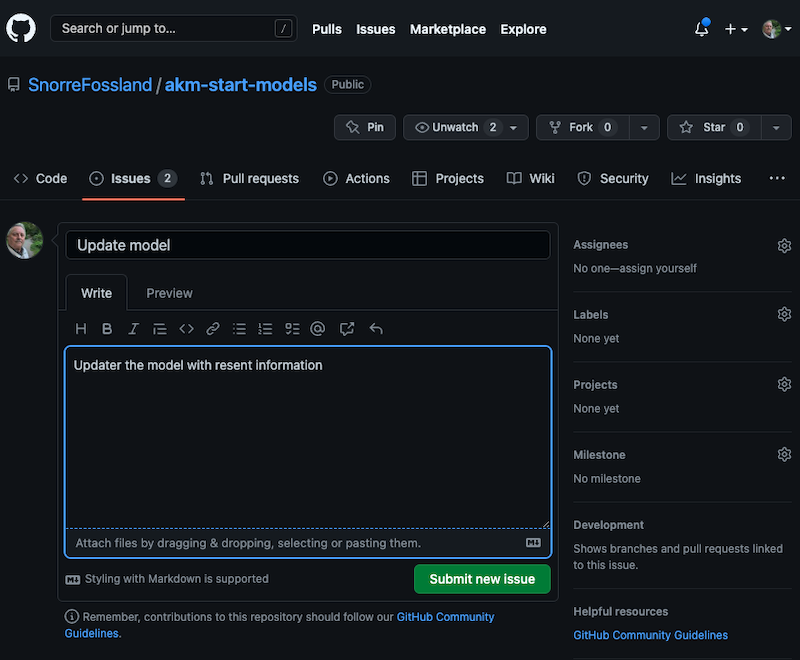 Search or jump to... /
Pulls Issues Marketplace Explore
SnorreFossland / akm-start-models Public
Pin Unwatch 2 Fork 0 Star 0
Code Issues 2 Pull requests Actions Projects Wiki Security Insights
Update model
Write Preview
Updater the model with resent information
Attach files by dragging & dropping, selecting or pasting them.
Styling with Markdown is supported
Submit new issue
Remember, contributions to this repository should follow our GitHub Community
Guidelines.
Assignees
No one—assign yourself
Labels
None yet
Projects
None yet
Milestone
No milestone
Development
Shows branches and pull requests linked
to this issue.
Helpful resources
GitHub Community Guidelines